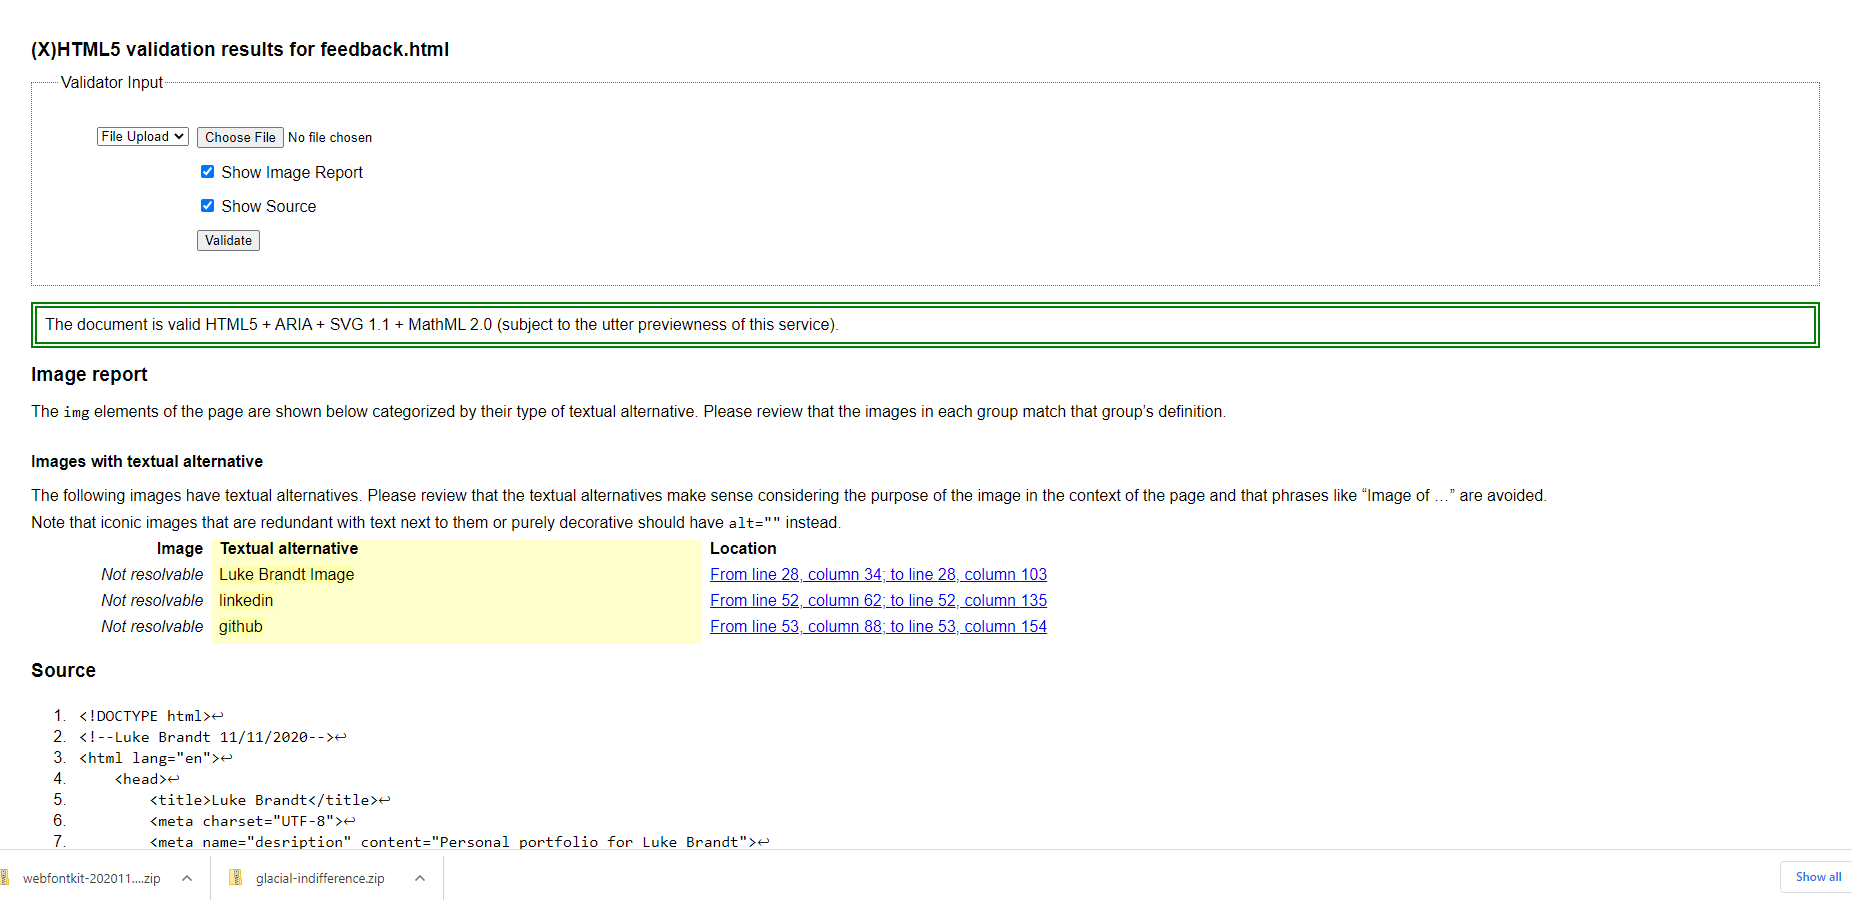 (X)HTML5 validation results for feedback.html
Validator Input
File Upload Choose File No file chosen
Show Image Report
Show Source
Validate
The document is valid HTML5 + ARIA + SVG 1.1 + MathML 2.0 (subject to the utter previewness of this service).
Image report
The img elements of the page are shown below categorized by their type of textual alternative. Please review that the images in each group match that group’s definition.
Images with textual alternative
The following images have textual alternatives. Please review that the textual alternatives make sense considering the purpose of the image in the context of the page and that phrases like “Image of …” are avoided.
Note that iconic images that are redundant with text next to them or purely decorative should have alt="" instead.
Image Textual alternative Location
Not resolvable Luke Brandt Image From line 28, column 34; to line 28, column 103
Not resolvable linkedin From line 52, column 62; to line 52, column 135
Not resolvable github From line 53, column 88; to line 53, column 154
Source
1. <!DOCTYPE html>↩
2. <!--Luke Brandt 11/11/2020-->↩
3. <html lang="en">↩
4. <head>↩
5. <title>Luke Brandt</title>↩
6. <meta charset="UTF-8">↩
7. <meta name="desription" content="Personal portfolio for Luke Brandt">↩
webfontkit-202011....zip glacial-indifference.zip Show all